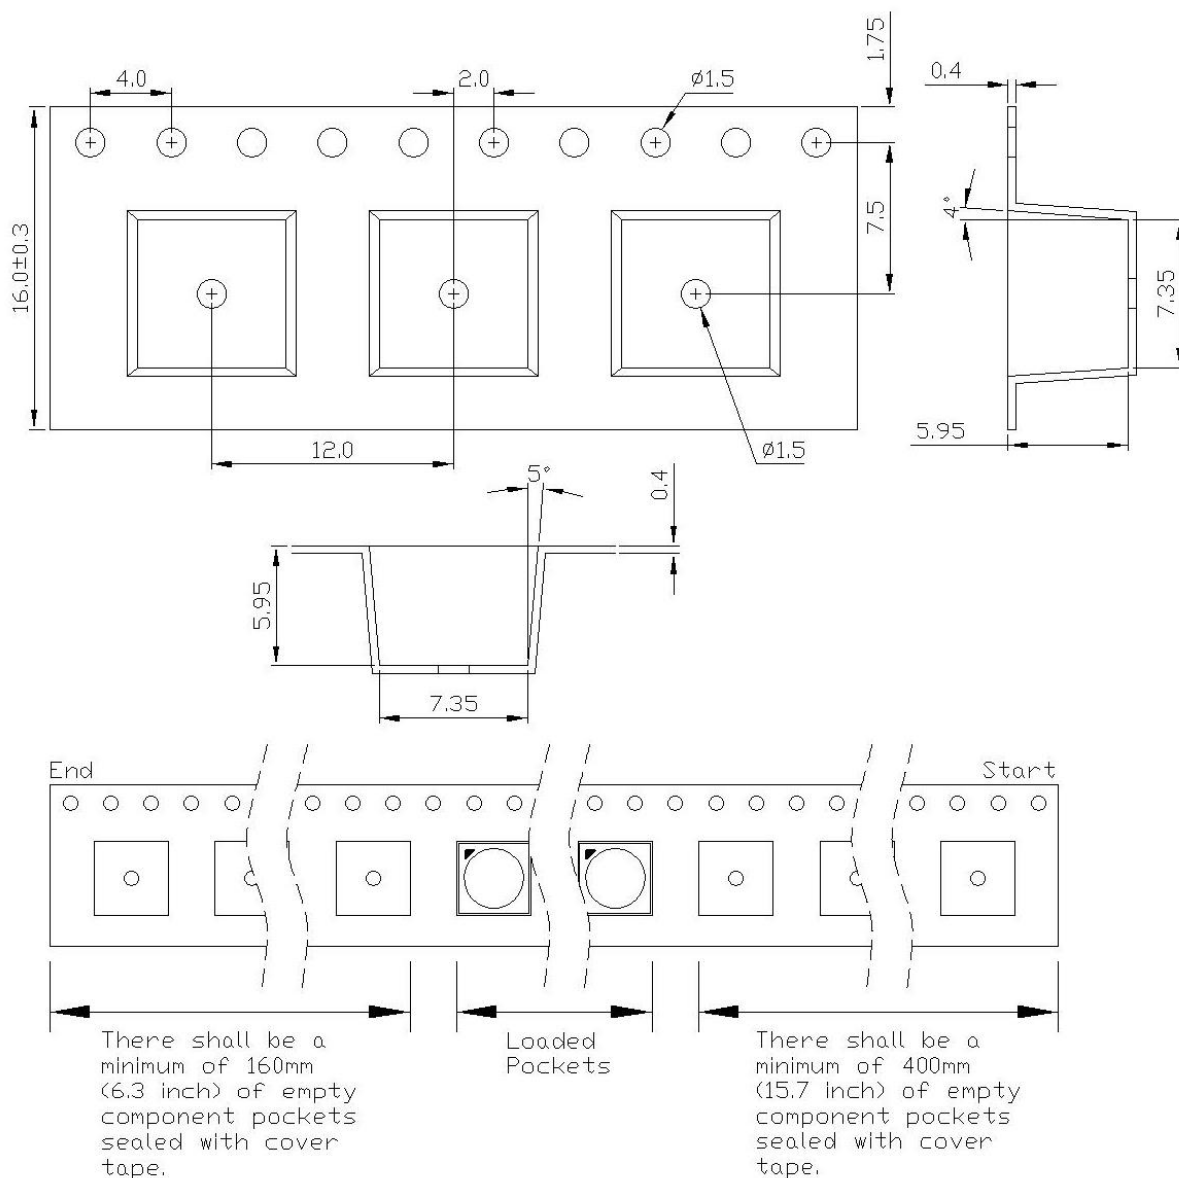 1.75
4.0
2.0
ø1.5
0.4
16.0±0.3
7.5
4°
7.35
12.0
ø1.5
5.95
5°
0.4
5.95
7.35
End
Start
There shall be a
minimum of 160mm
(6.3 inch) of empty
component pockets
sealed with cover
tape.
Loaded
Pockets
There shall be a
minimum of 400mm
(15.7 inch) of empty
component pockets
sealed with cover
tape.